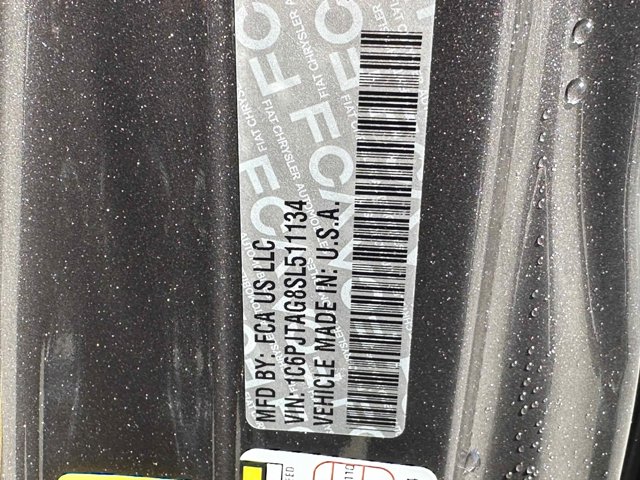 MFD BY: FCA US LLC
VIN: 1C6PJTAG8SL511134
VEHICLE MADE IN: U.S.A.